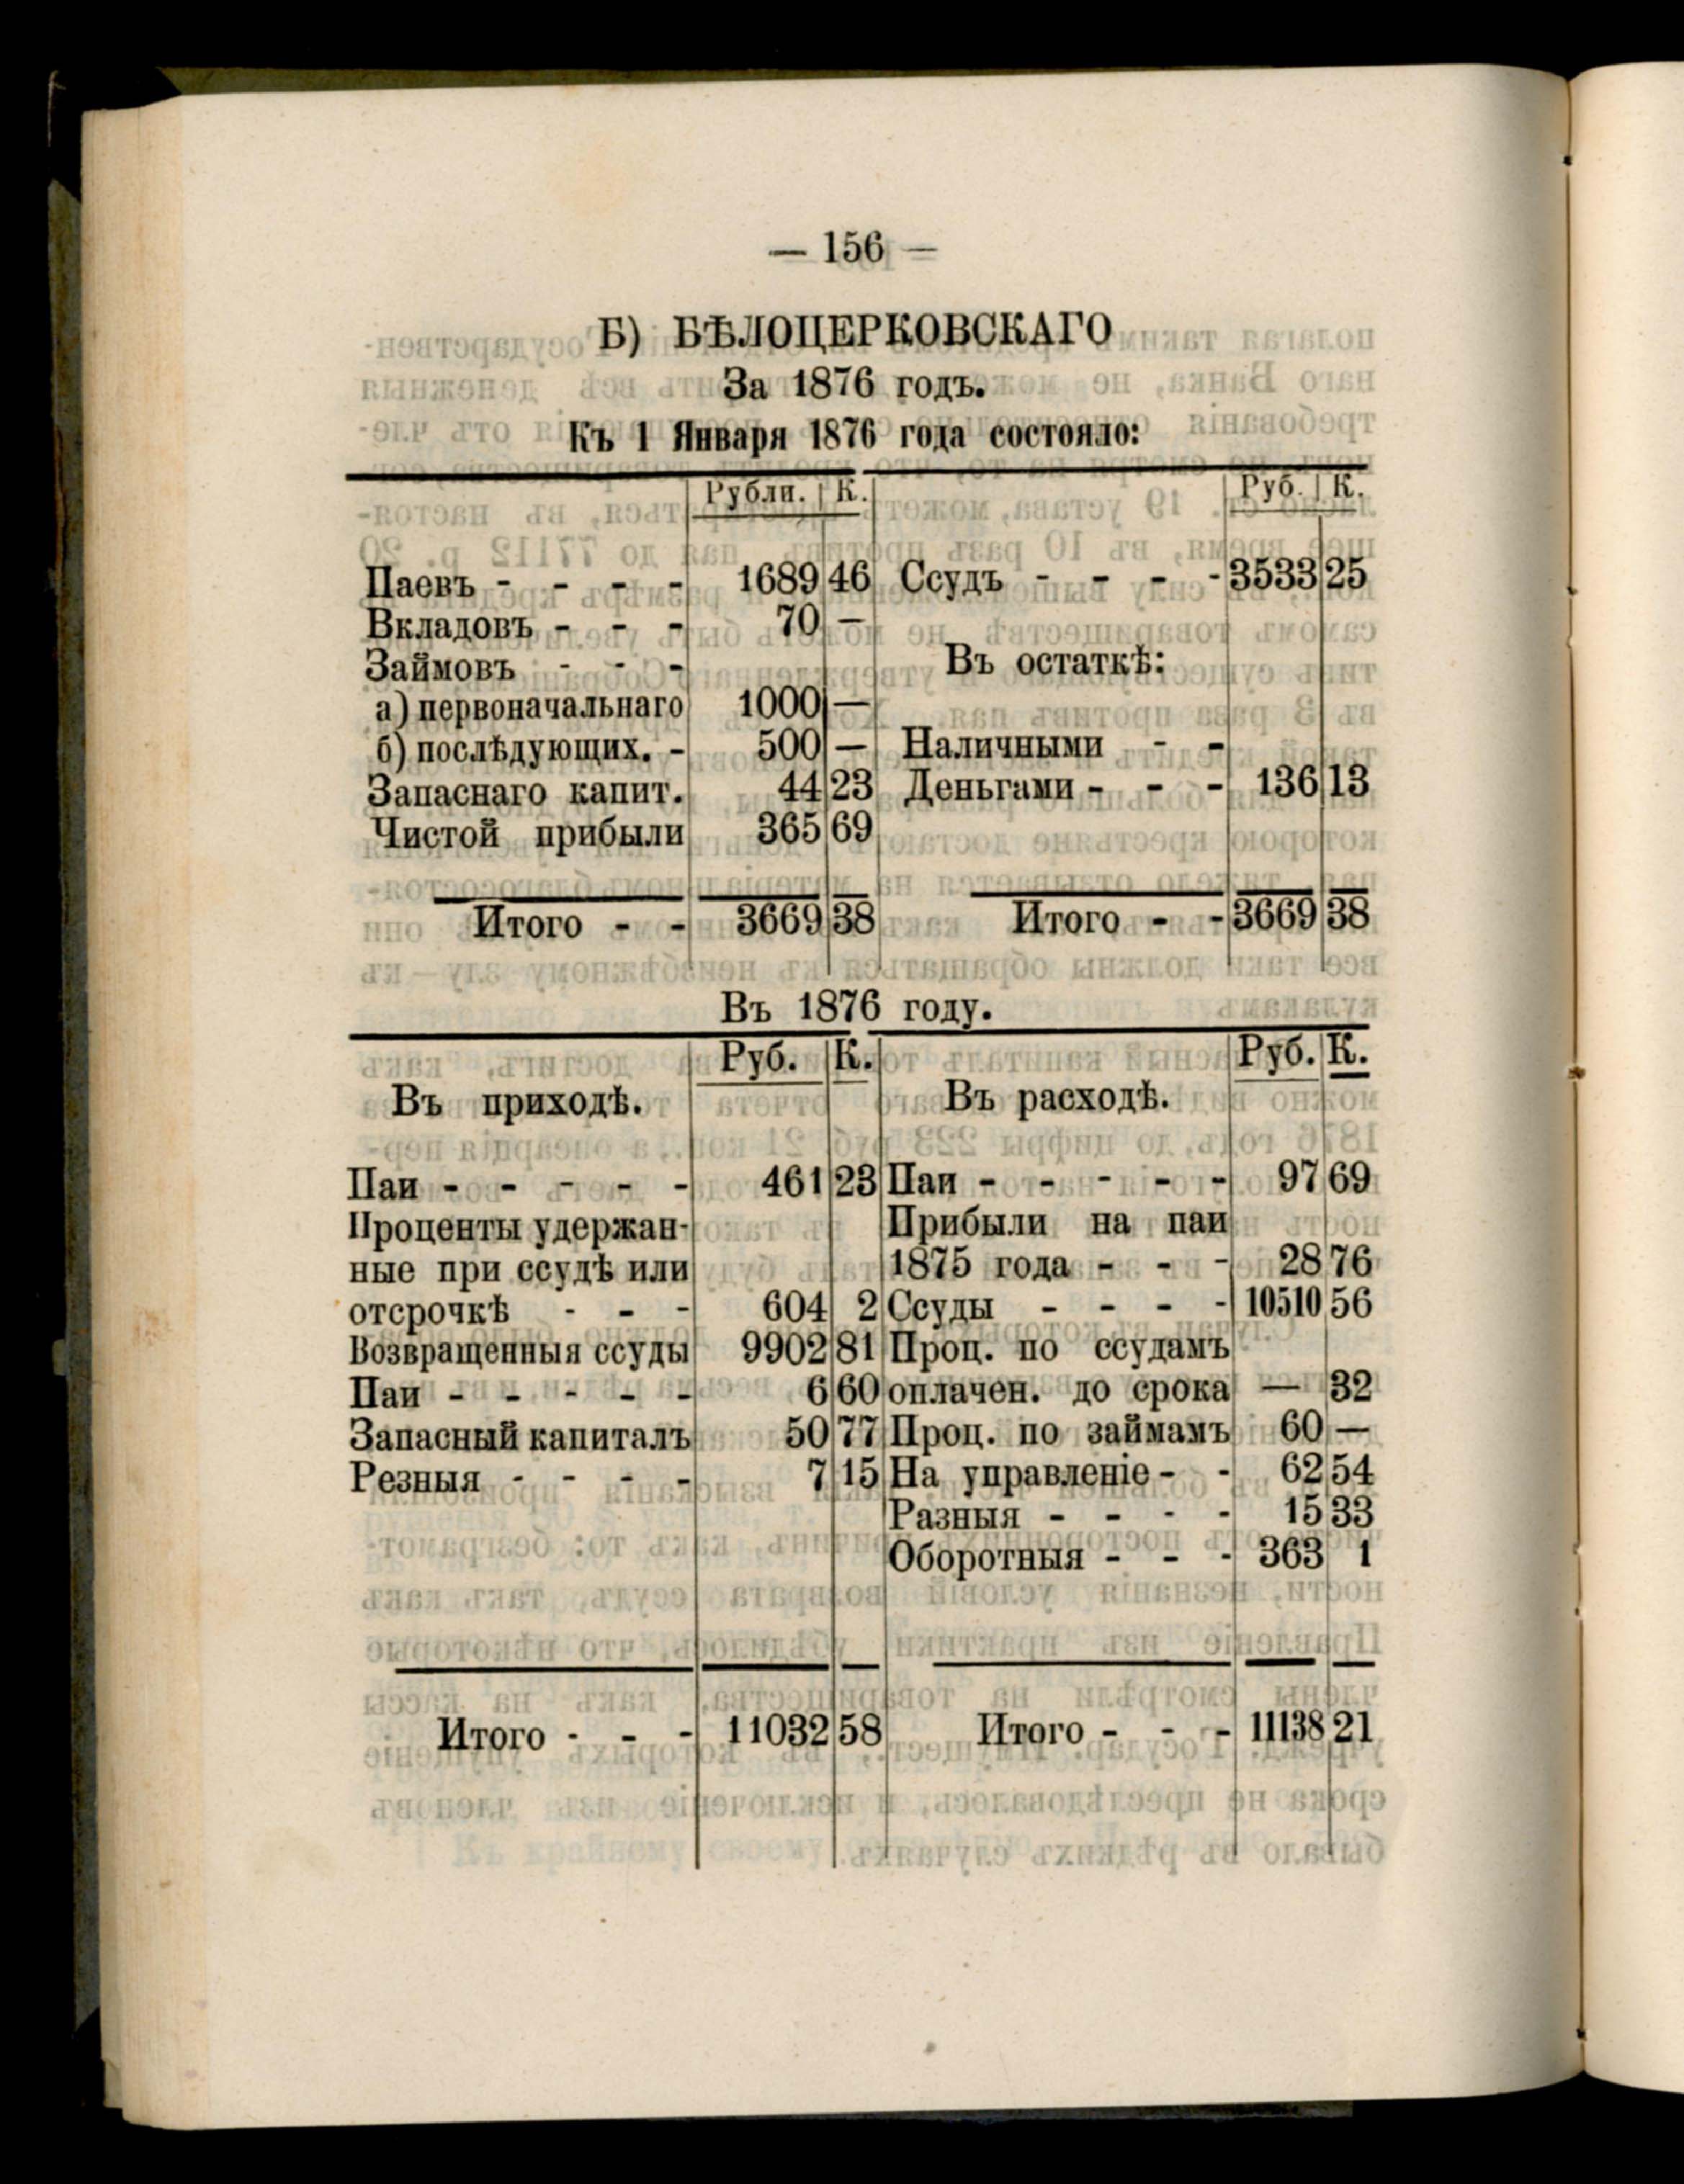 — 156 —
Б) БѢЛОЦЕРКОВСКАГО
За 1876 годъ.
Къ 1 Января 1876 года состояло:
Рубли. К. Руб. К.
Паевъ - - - - 1689 46 Ссудъ - - - - 3533 25
Вкладовъ - - - 70 —
Займовъ - - - Въ остаткѣ:
а) первоначальнаго 1000 —
б) послѣдующих. - 500 — Наличными - -
Запаснаго капит. 44 23 Деньгами - - - 136 13
Чистой прибыли 365 69
Итого - - 3669 38 Итого - - 3669 38
Въ 1876 году.
Руб. К. Руб. К.
Въ приходѣ. Въ расходѣ.
Паи - - - - - 461 23 Паи - - - - - 97 69
Проценты удержан- Прибыли на паи
ные при ссудѣ или 1875 года - - - 28 76
отсрочкѣ - - - 604 2 Ссуды - - - - 10510 56
Возвращенныя ссуды 9902 81 Проц. по ссудамъ
Паи - - - - - 6 60 оплачен. до срока — 32
Запасный капиталъ 50 77 Проц. по займамъ 60 —
Резныя - - - - 7 15 На управленіе - - 62 54
Разныя - - - - 15 33
Оборотныя - - - 363 1
Итого - - - 11032 58 Итого - - - 11138 21